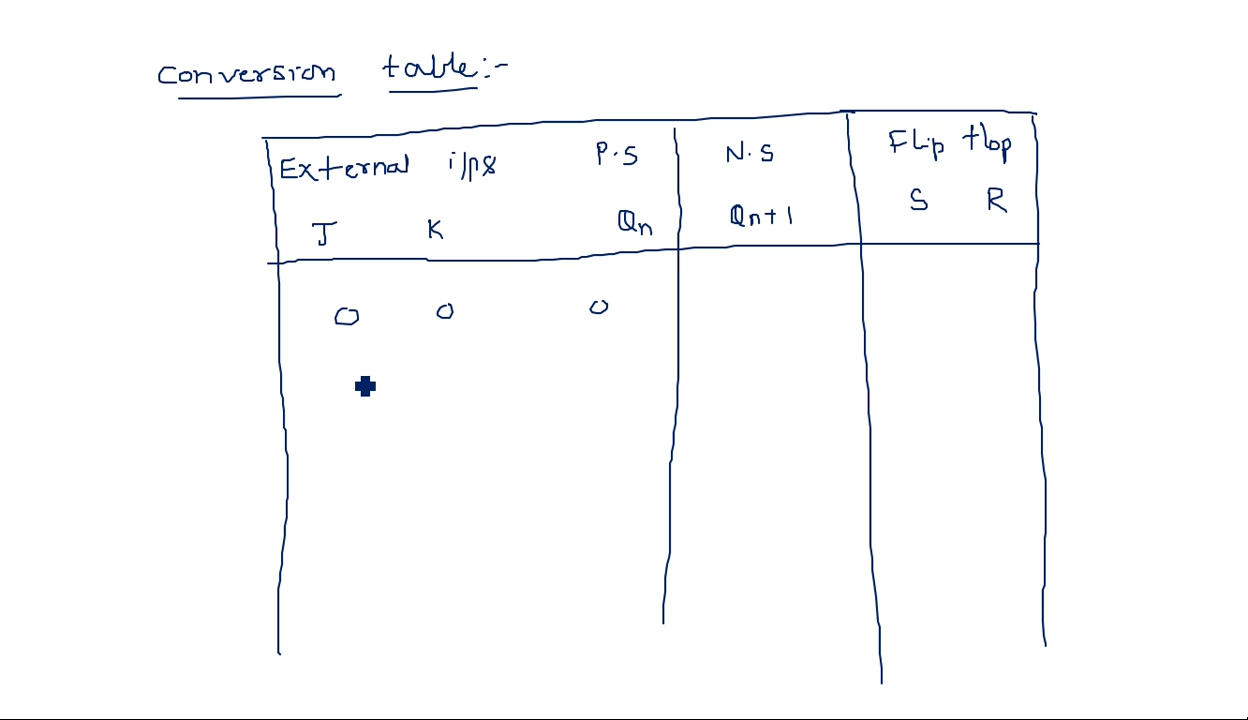 Conversion table:-
External i/ps P.S N.S Flip flop
J K Qn Qn+1 S R
0 0 0